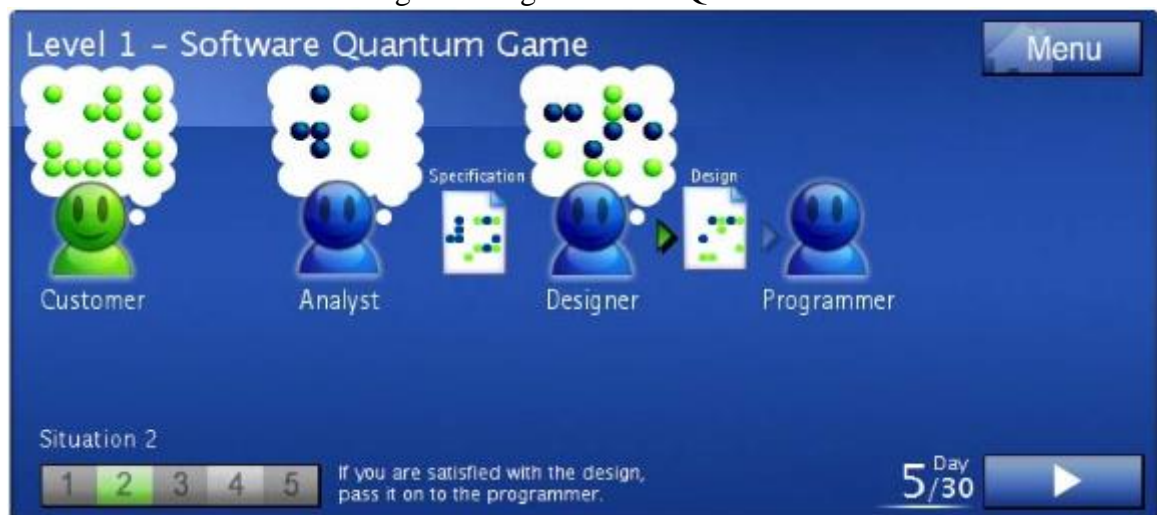 Level 1 – Software Quantum Game
Menu
Specification
Design
Customer
Analyst
Designer
Programmer
Situation 2
1 2 3 4 5
If you are satisfied with the design,
pass it on to the programmer.
5/30 Day